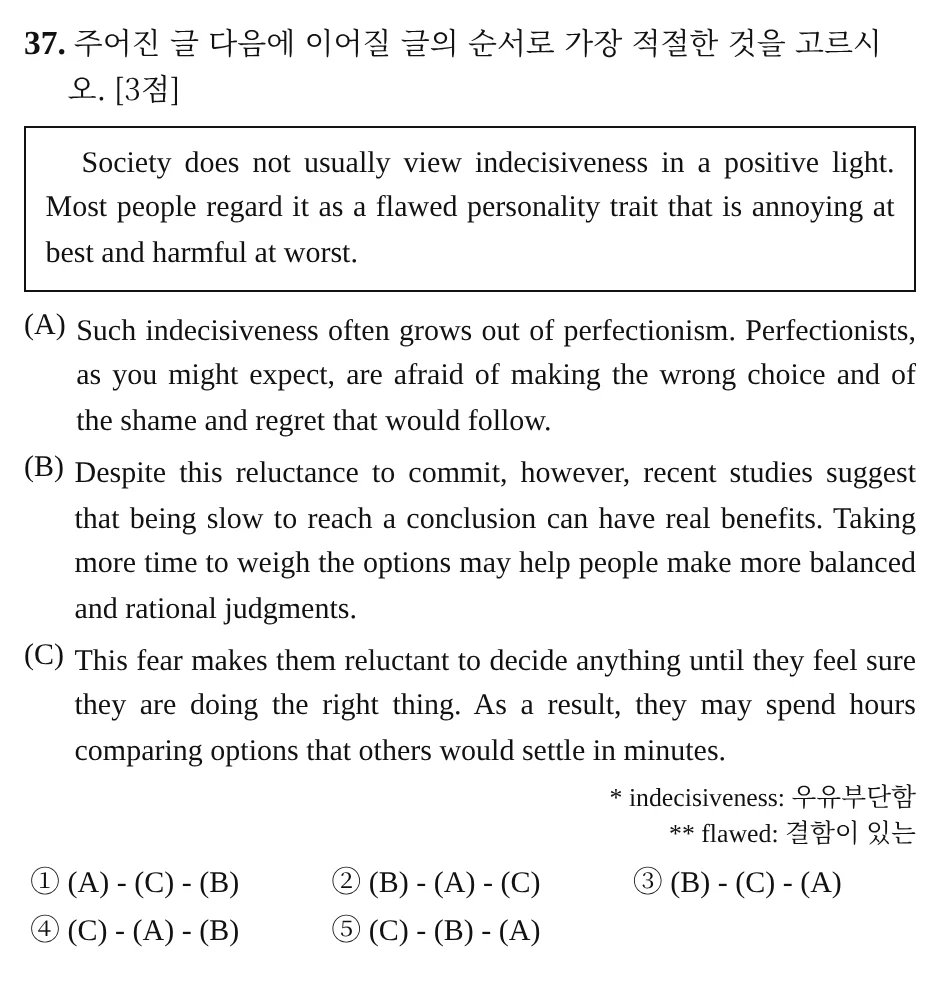 37. 주어진 글 다음에 이어질 글의 순서로 가장 적절한 것을 고르시
오. [3점]
Society does not usually view indecisiveness in a positive light.
Most people regard it as a flawed personality trait that is annoying at
best and harmful at worst.
(A) Such indecisiveness often grows out of perfectionism. Perfectionists,
as you might expect, are afraid of making the wrong choice and of
the shame and regret that would follow.
(B) Despite this reluctance to commit, however, recent studies suggest
that being slow to reach a conclusion can have real benefits. Taking
more time to weigh the options may help people make more balanced
and rational judgments.
(C) This fear makes them reluctant to decide anything until they feel sure
they are doing the right thing. As a result, they may spend hours
comparing options that others would settle in minutes.
* indecisiveness: 우유부단함
** flawed: 결함이 있는
① (A) - (C) - (B) ② (B) - (A) - (C) ③ (B) - (C) - (A)
④ (C) - (A) - (B) ⑤ (C) - (B) - (A)